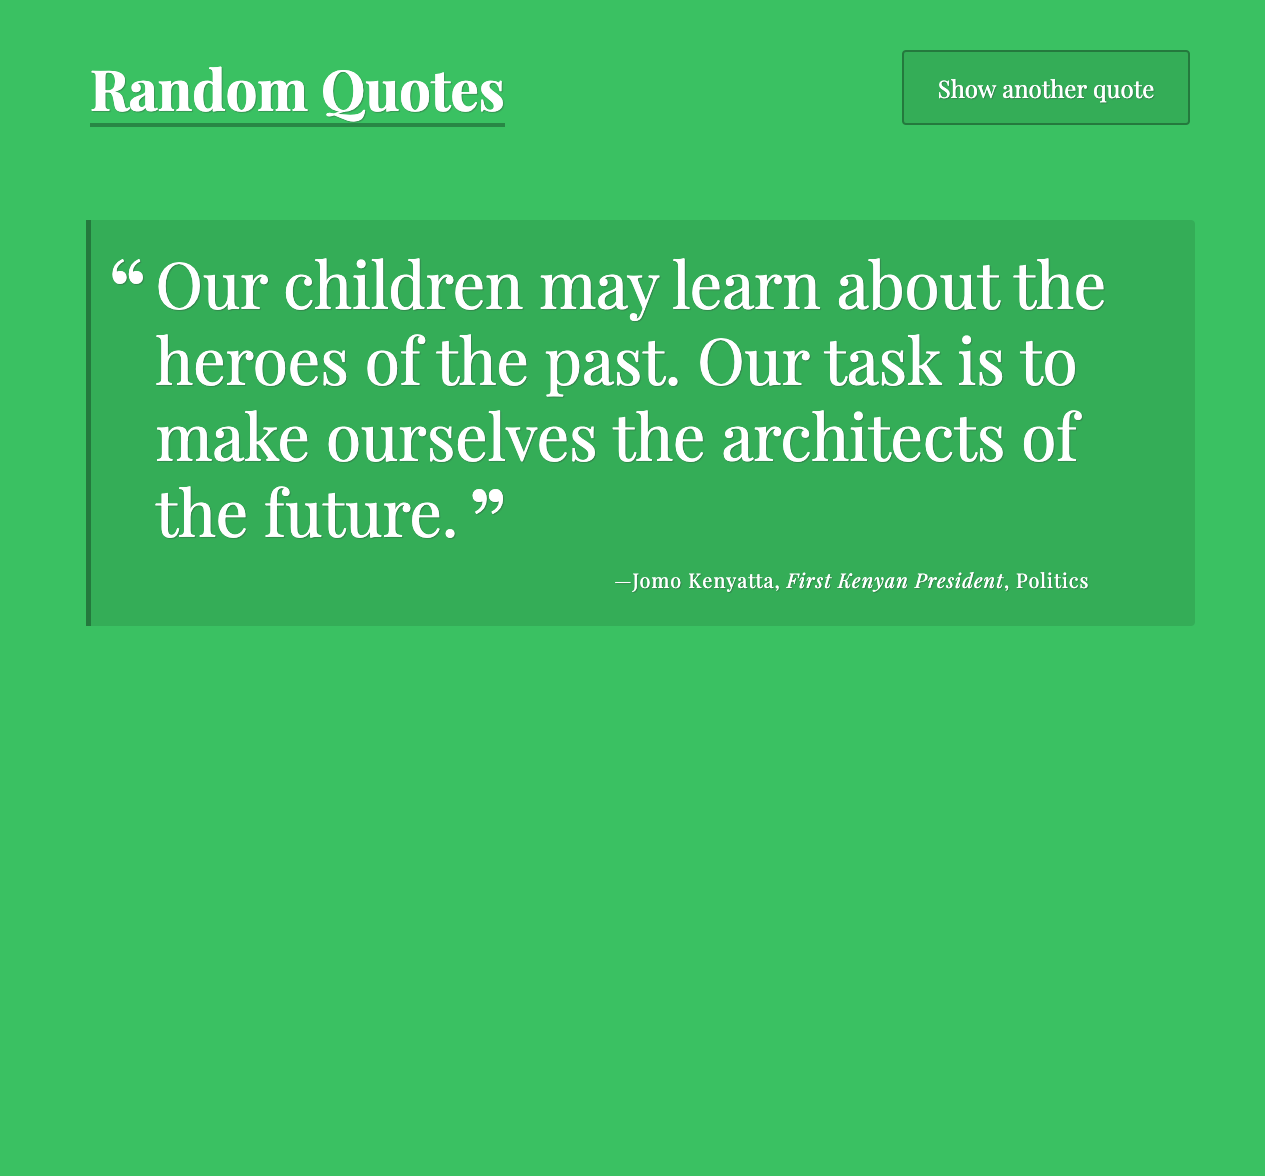 Random Quotes
Show another quote
“ Our children may learn about the
heroes of the past. Our task is to
make ourselves the architects of
the future. ”
—Jomo Kenyatta, First Kenyan President, Politics